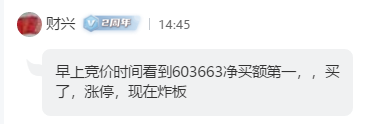 财兴 2周年 14:45
早上竞价时间看到603663净买额第一，，买
了，涨停，现在炸板